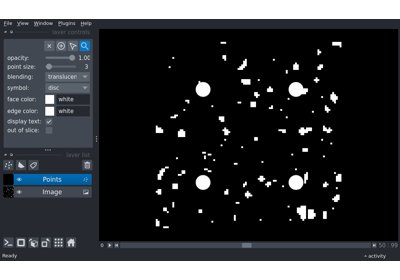 File View Window Plugins Help
layer controls
opacity: 1.00
point size: 3
blending: translucen
symbol: disc
face color: white
edge color: white
display text:
out of slice:
layer list
Points
Image
0 50 99
Ready activity